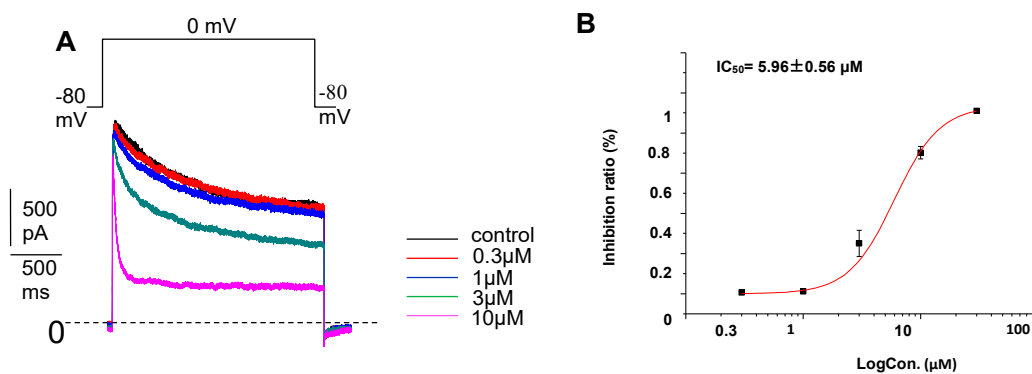 A
0 mV
-80
mV
-80
mV
500
pA
500
ms
0
control
0.3μM
1μM
3μM
10μM
B
IC50= 5.96±0.56 μM
Inhibition ratio (%)
1
0.8
0.6
0.4
0.2
0
0.3
1
10
100
LogCon. (μM)